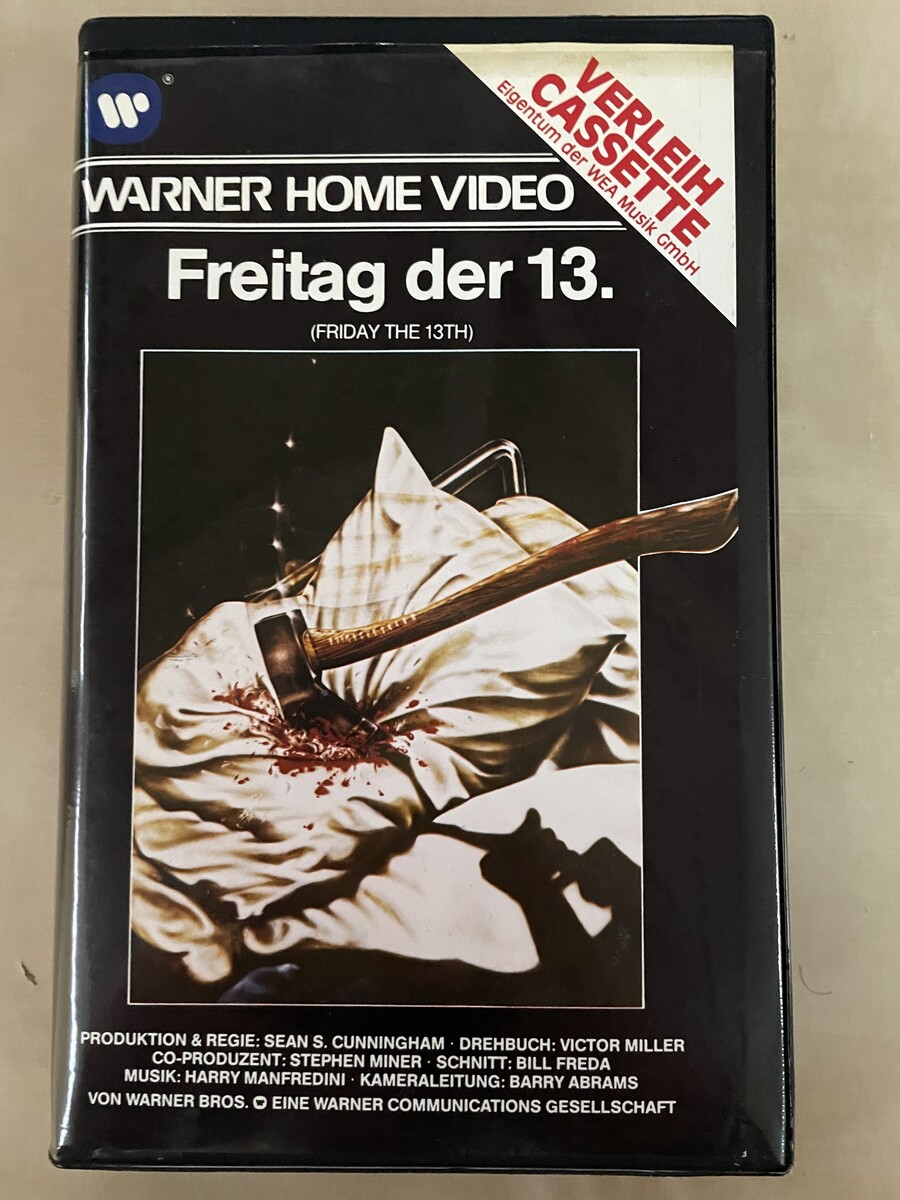 W ®
VERLEIH
CASSETTE
Eigentum der WEA Musik GmbH
WARNER HOME VIDEO
Freitag der 13.
(FRIDAY THE 13TH)
PRODUKTION & REGIE: SEAN S. CUNNINGHAM · DREHBUCH: VICTOR MILLER
CO-PRODUZENT: STEPHEN MINER · SCHNITT: BILL FREDA
MUSIK: HARRY MANFREDINI · KAMERALEITUNG: BARRY ABRAMS
VON WARNER BROS. EINE WARNER COMMUNICATIONS GESELLSCHAFT